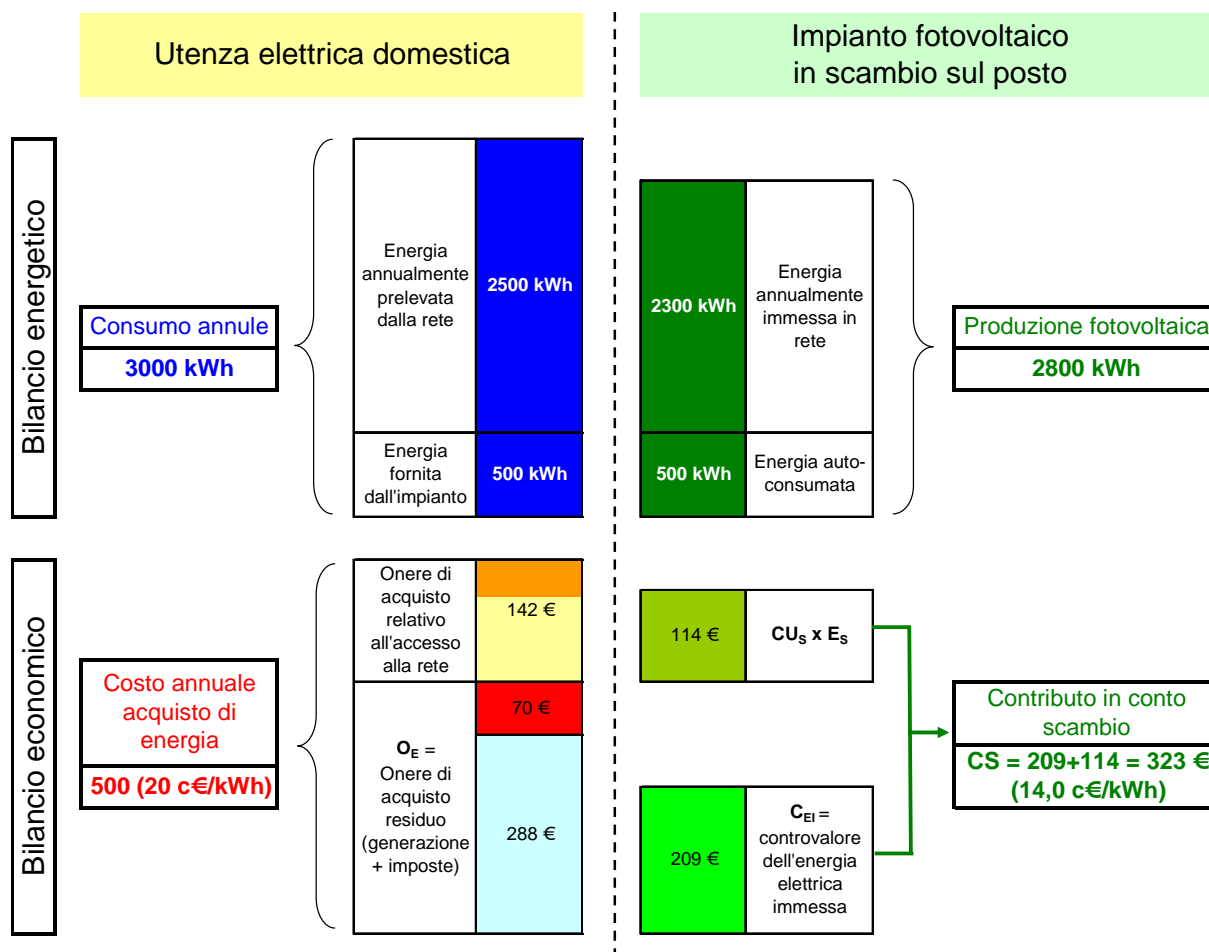 Utenza elettrica domestica
Impianto fotovoltaico
in scambio sul posto
Bilancio energetico
Consumo annule
3000 kWh
Energia
annualmente
prelevata
dalla rete
2500 kWh
Energia
fornita
dall'impianto
500 kWh
2300 kWh
Energia
annualmente
immessa in
rete
500 kWh
Energia auto-
consumata
Produzione fotovoltaica
2800 kWh
Bilancio economico
Costo annuale
acquisto di
energia
500 (20 c€/kWh)
Onere di
acquisto
relativo
all'accesso
alla rete
142 €
70 €
O_E =
Onere di
acquisto
residuo
(generazione
+ imposte)
288 €
114 €
CU_S x E_S
209 €
C_EI =
controvalore
dell'energia
elettrica
immessa
Contributo in conto
scambio
CS = 209+114 = 323 €
(14,0 c€/kWh)